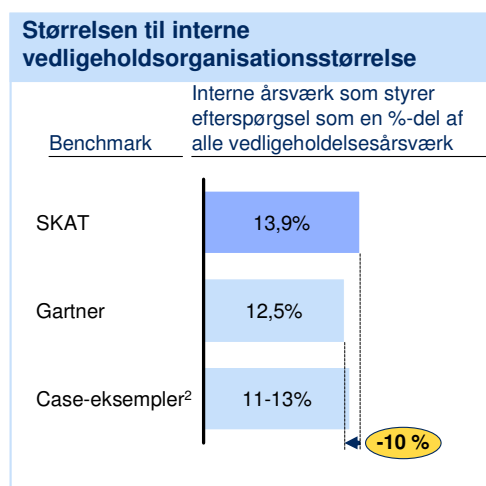 Størrelsen til interne
vedligeholdsorganisationsstørrelse
Interne årsværk som styrer
efterspørgsel som en %-del af
Benchmark alle vedligeholdelsesårsværk
SKAT 13,9%
Gartner 12,5%
Case-eksempler² 11-13%
-10 %